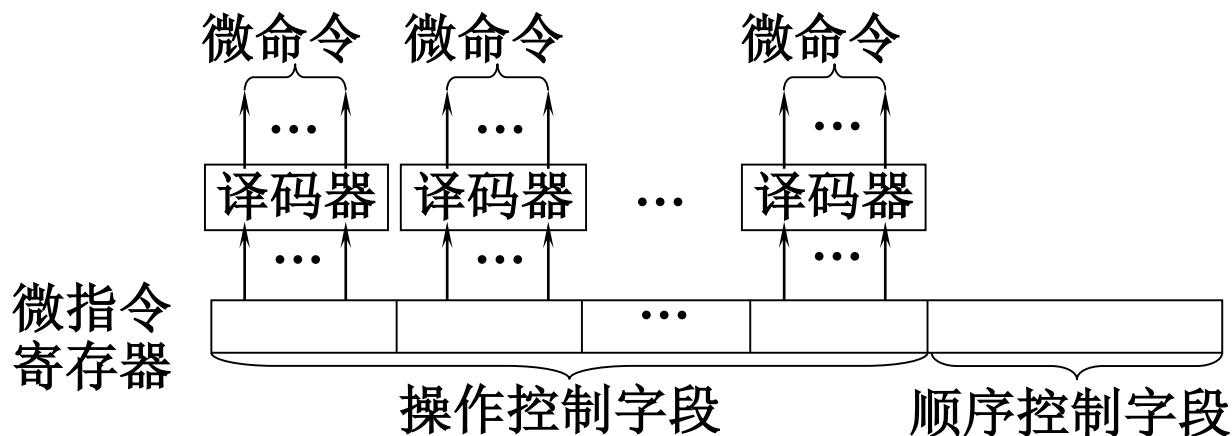 微命令 微命令 微命令
... ... ...
译码器 译码器 ... 译码器
... ... ...
微指令
寄存器
...
操作控制字段 顺序控制字段